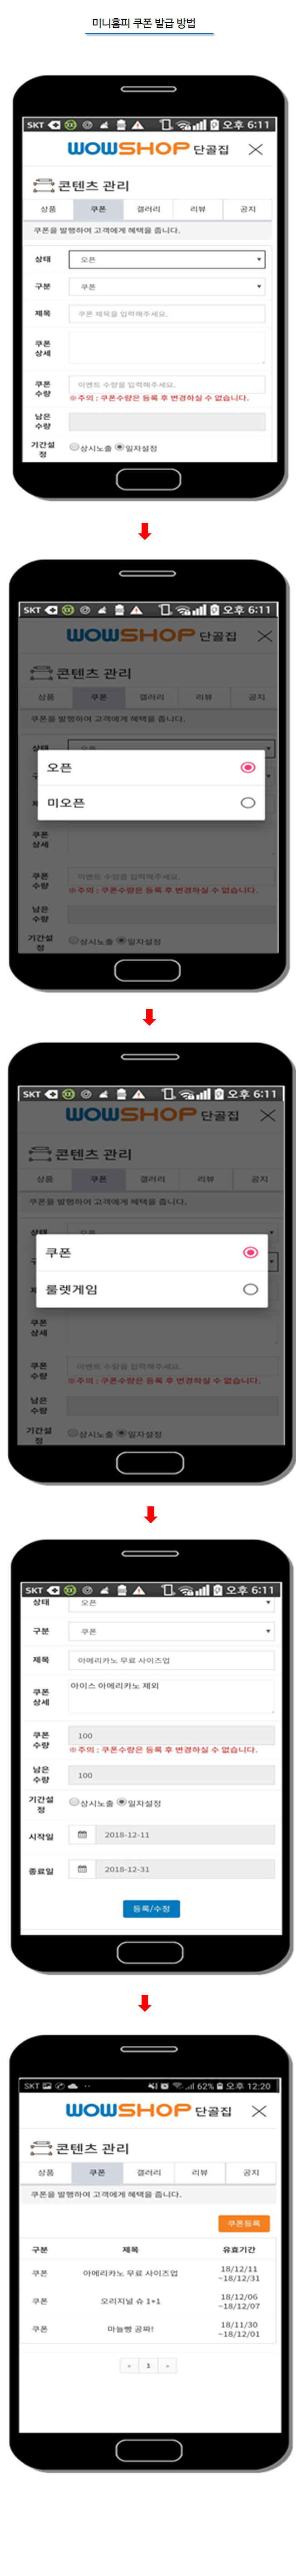 미니홈피 쿠폰 발급 방법
SKT 오후 6:11
WOWSHOP 단골집
콘텐츠 관리
상품 쿠폰 갤러리 리뷰 공지
쿠폰을 발행하여 고객에게 혜택을 줍니다.
상태 오픈
구분 쿠폰
제목 쿠폰 제목을 입력해주세요.
쿠폰
상세
쿠폰
수량
이벤트 수량을 입력해주세요.
※주의 : 쿠폰수량은 등록 후 변경하실 수 없습니다.
남은
수량
기간설
정
상시노출 일자설정
SKT 오후 6:11
WOWSHOP 단골집
콘텐츠 관리
상품 쿠폰 갤러리 리뷰 공지
쿠폰을 발행하여 고객에게 혜택을 줍니다.
상태 오픈
오픈
미오픈
쿠폰
상세
쿠폰
수량
이벤트 수량을 입력해주세요.
※주의 : 쿠폰수량은 등록 후 변경하실 수 없습니다.
남은
수량
기간설
정
상시노출 일자설정
SKT 오후 6:11
WOWSHOP 단골집
콘텐츠 관리
상품 쿠폰 갤러리 리뷰 공지
쿠폰을 발행하여 고객에게 혜택을 줍니다.
상태 오픈
쿠폰
룰렛게임
쿠폰
상세
쿠폰
수량
이벤트 수량을 입력해주세요.
※주의 : 쿠폰수량은 등록 후 변경하실 수 없습니다.
남은
수량
기간설
정
상시노출 일자설정
SKT 오후 6:11
상태 오픈
구분 쿠폰
제목 아메리카노 무료 사이즈업
쿠폰
상세
아이스 아메리카노 제외
쿠폰
수량
100
※주의 : 쿠폰수량은 등록 후 변경하실 수 없습니다.
남은
수량
100
기간설
정
상시노출 일자설정
시작일 2018-12-11
종료일 2018-12-31
등록/수정
SKT 62% 오후 12:20
WOWSHOP 단골집
콘텐츠 관리
상품 쿠폰 갤러리 리뷰 공지
쿠폰을 발행하여 고객에게 혜택을 줍니다.
쿠폰등록
구분 제목 유효기간
쿠폰 아메리카노 무료 사이즈업 18/12/11
~18/12/31
쿠폰 오리지널 슈 1+1 18/12/06
~18/12/07
쿠폰 마늘빵 공짜! 18/11/30
~18/12/01
« 1 »